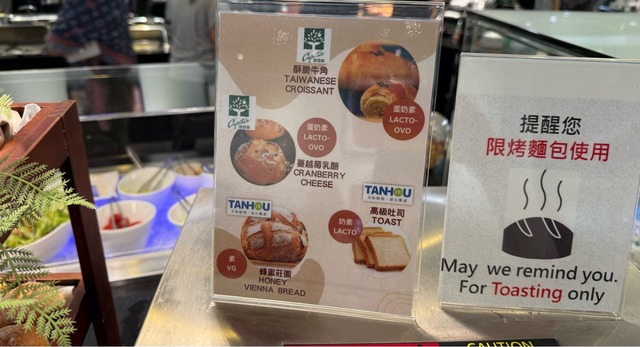 酥脆牛角
TAIWANESE
CROISSANT
蛋奶素
LACTO-
OVO
蛋奶素
LACTO-
OVO
蔓越莓乳酪
CRANBERRY
CHEESE
TANHOU
TANHOU
高級吐司
TOAST
奶素
LACTO
素
VG
蜂蜜莊園
HONEY
VIENNA BREAD
提醒您
限烤麵包使用
May we remind you.
For Toasting only
CAUTION